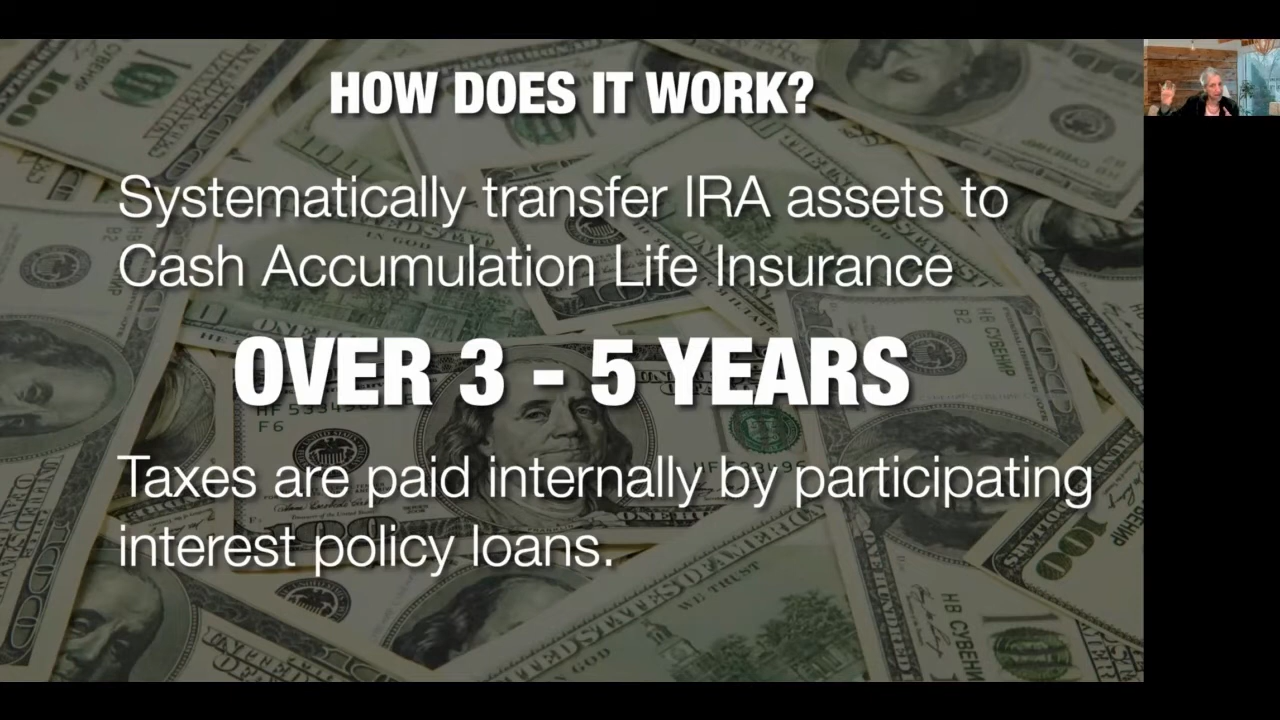 HOW DOES IT WORK?
Systematically transfer IRA assets to
Cash Accumulation Life Insurance
OVER 3 - 5 YEARS
Taxes are paid internally by participating
interest policy loans.